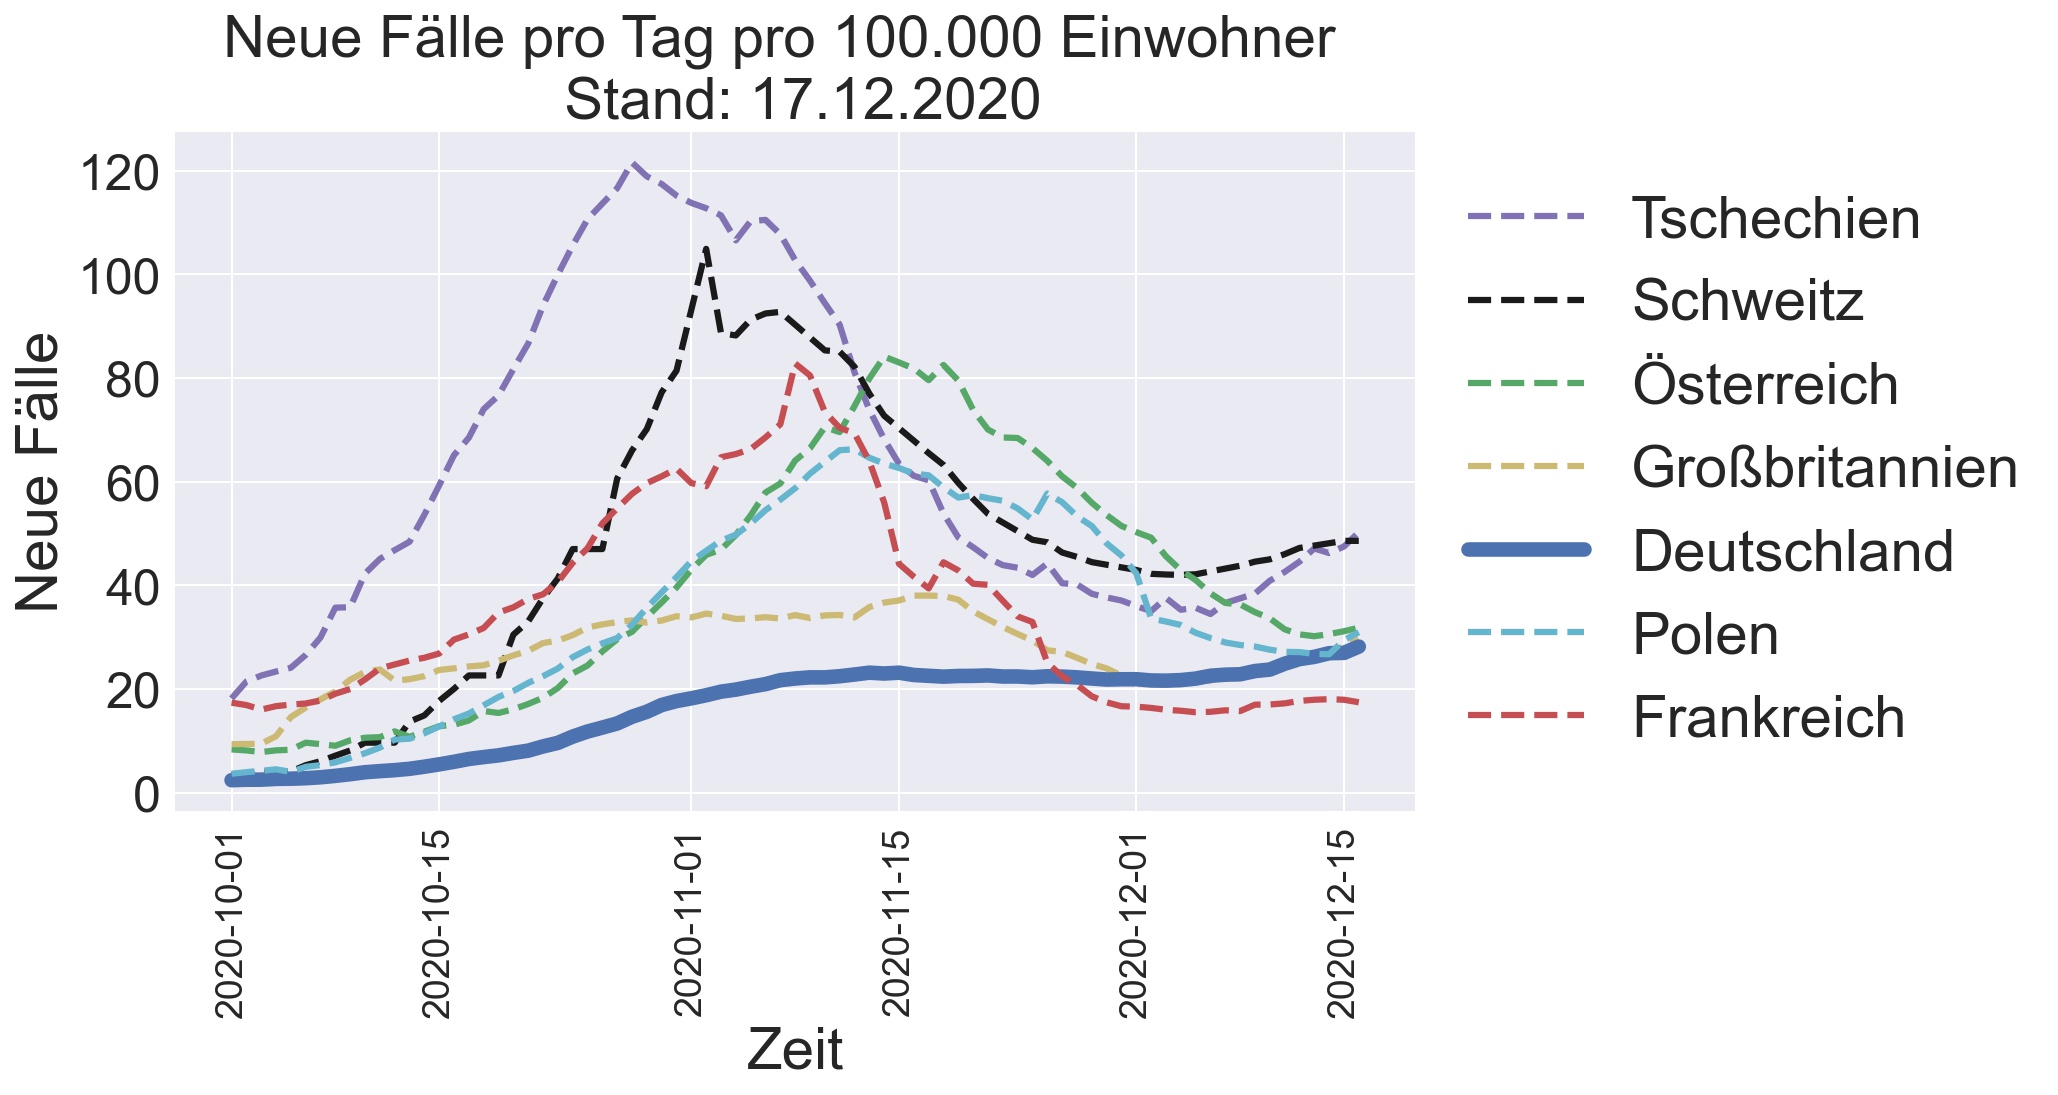 Neue Fälle pro Tag pro 100.000 Einwohner
Stand: 17.12.2020
Neue Fälle
120
100
80
60
40
20
0
2020-10-01
2020-10-15
2020-11-01
2020-11-15
2020-12-01
2020-12-15
Zeit
Tschechien
Schweitz
Österreich
Großbritannien
Deutschland
Polen
Frankreich